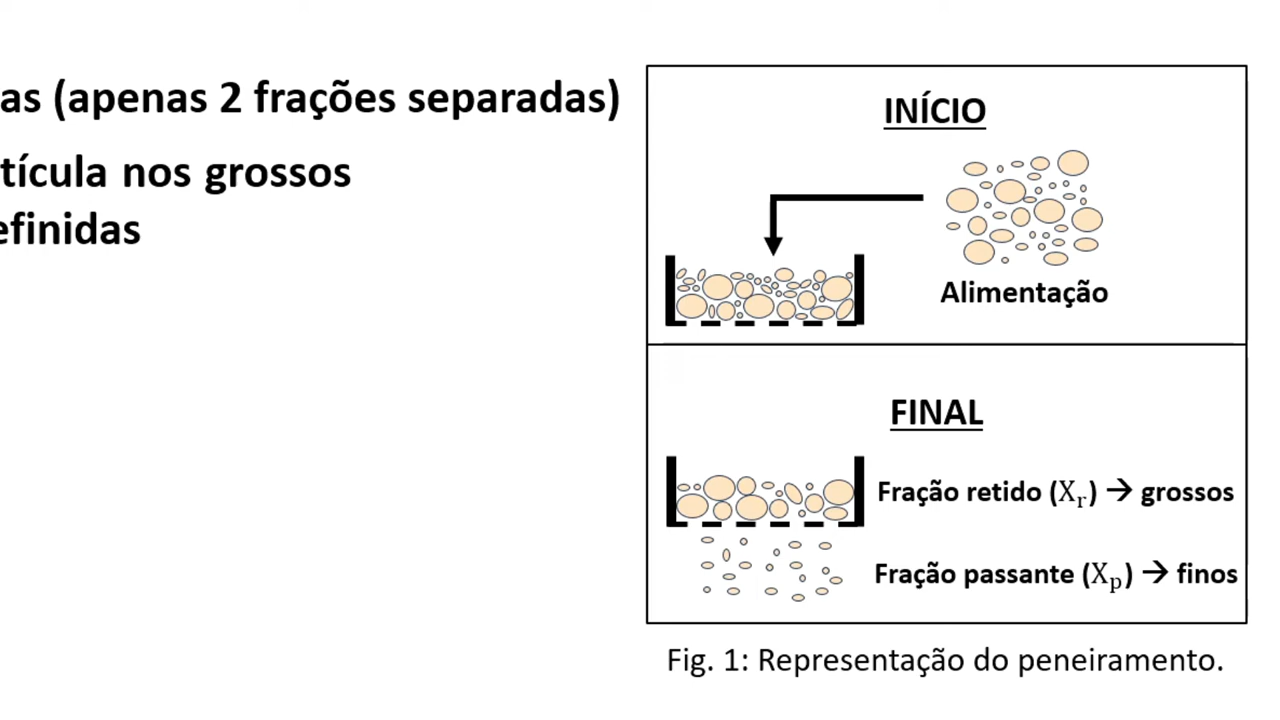 as (apenas 2 frações separadas)
tícula nos grossos
efinidas
INÍCIO
Alimentação
FINAL
Fração retido (Xr) → grossos
Fração passante (Xp) → finos
Fig. 1: Representação do peneiramento.